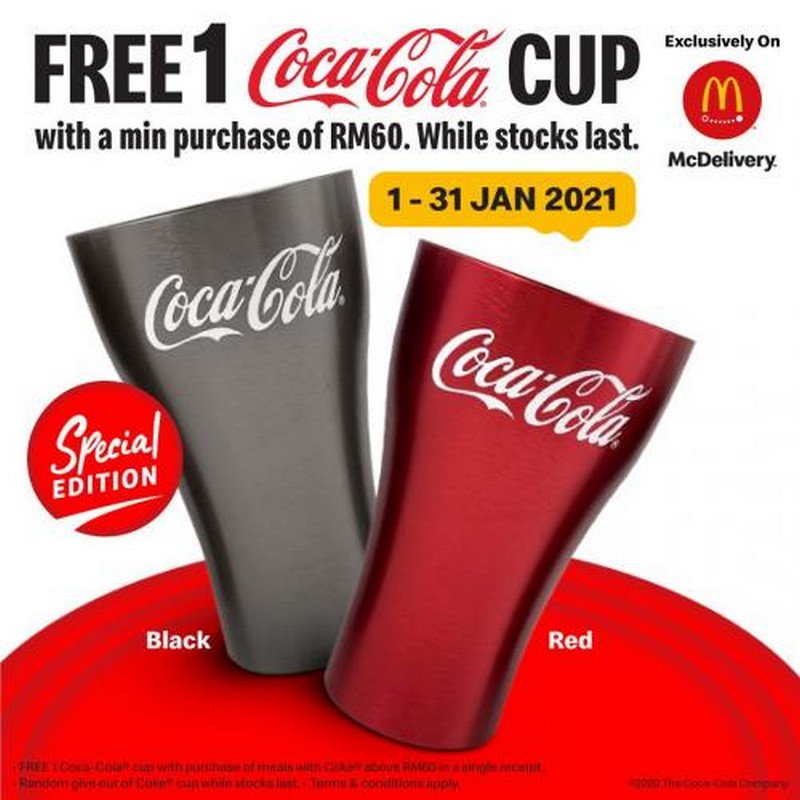 FREE 1 Coca-Cola® CUP
with a min purchase of RM60. While stocks last.
Exclusively On
McDelivery
1 - 31 JAN 2021
Coca-Cola®
Coca-Cola®
Special
EDITION
Black
Red
- FREE 1 Coca-Cola® cup with purchase of meals with Coke® above RM60 in a single receipt.
- Random give out of Coke® cup while stocks last. - Terms & conditions apply.
©2020 The Coca-Cola Company